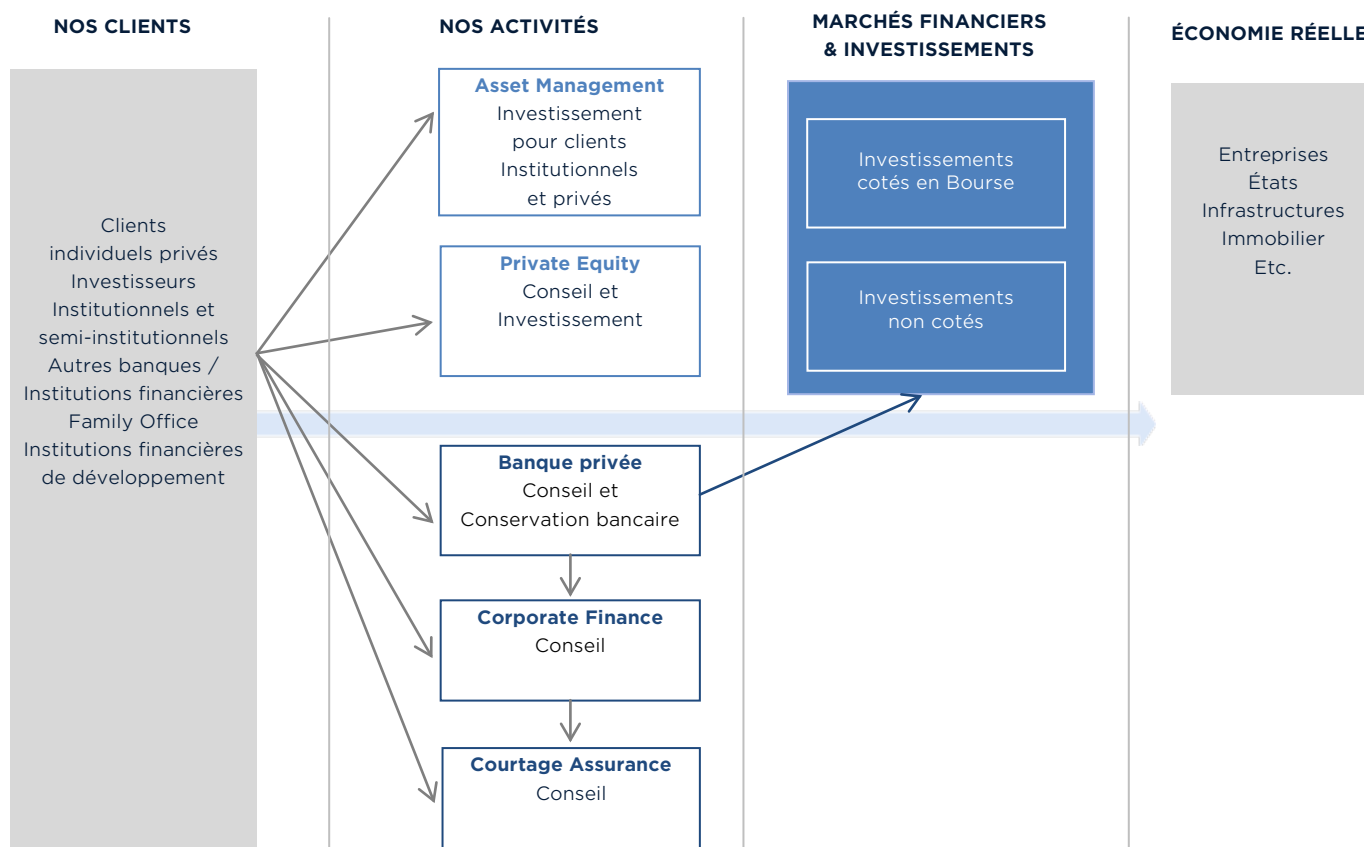 NOS CLIENTS
Clients
individuels privés
Investisseurs
Institutionnels et
semi-institutionnels
Autres banques /
Institutions financières
Family Office
Institutions financières
de développement
NOS ACTIVITÉS
Asset Management
Investissement
pour clients
Institutionnels
et privés
Private Equity
Conseil et
Investissement
Banque privée
Conseil et
Conservation bancaire
Corporate Finance
Conseil
Courtage Assurance
Conseil
MARCHÉS FINANCIERS
& INVESTISSEMENTS
Investissements
cotés en Bourse
Investissements
non cotés
ÉCONOMIE RÉELLE
Entreprises
États
Infrastructures
Immobilier
Etc.